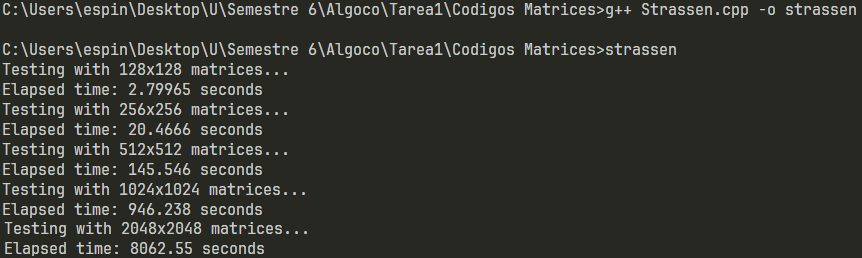 C:\Users\espin\Desktop\U\Semestre 6\Algoco\Tarea1\Codigos Matrices>g++ Strassen.cpp -o strassen
C:\Users\espin\Desktop\U\Semestre 6\Algoco\Tarea1\Codigos Matrices>strassen
Testing with 128x128 matrices...
Elapsed time: 2.79965 seconds
Testing with 256x256 matrices...
Elapsed time: 20.4666 seconds
Testing with 512x512 matrices...
Elapsed time: 145.546 seconds
Testing with 1024x1024 matrices...
Elapsed time: 946.238 seconds
Testing with 2048x2048 matrices...
Elapsed time: 8062.55 seconds